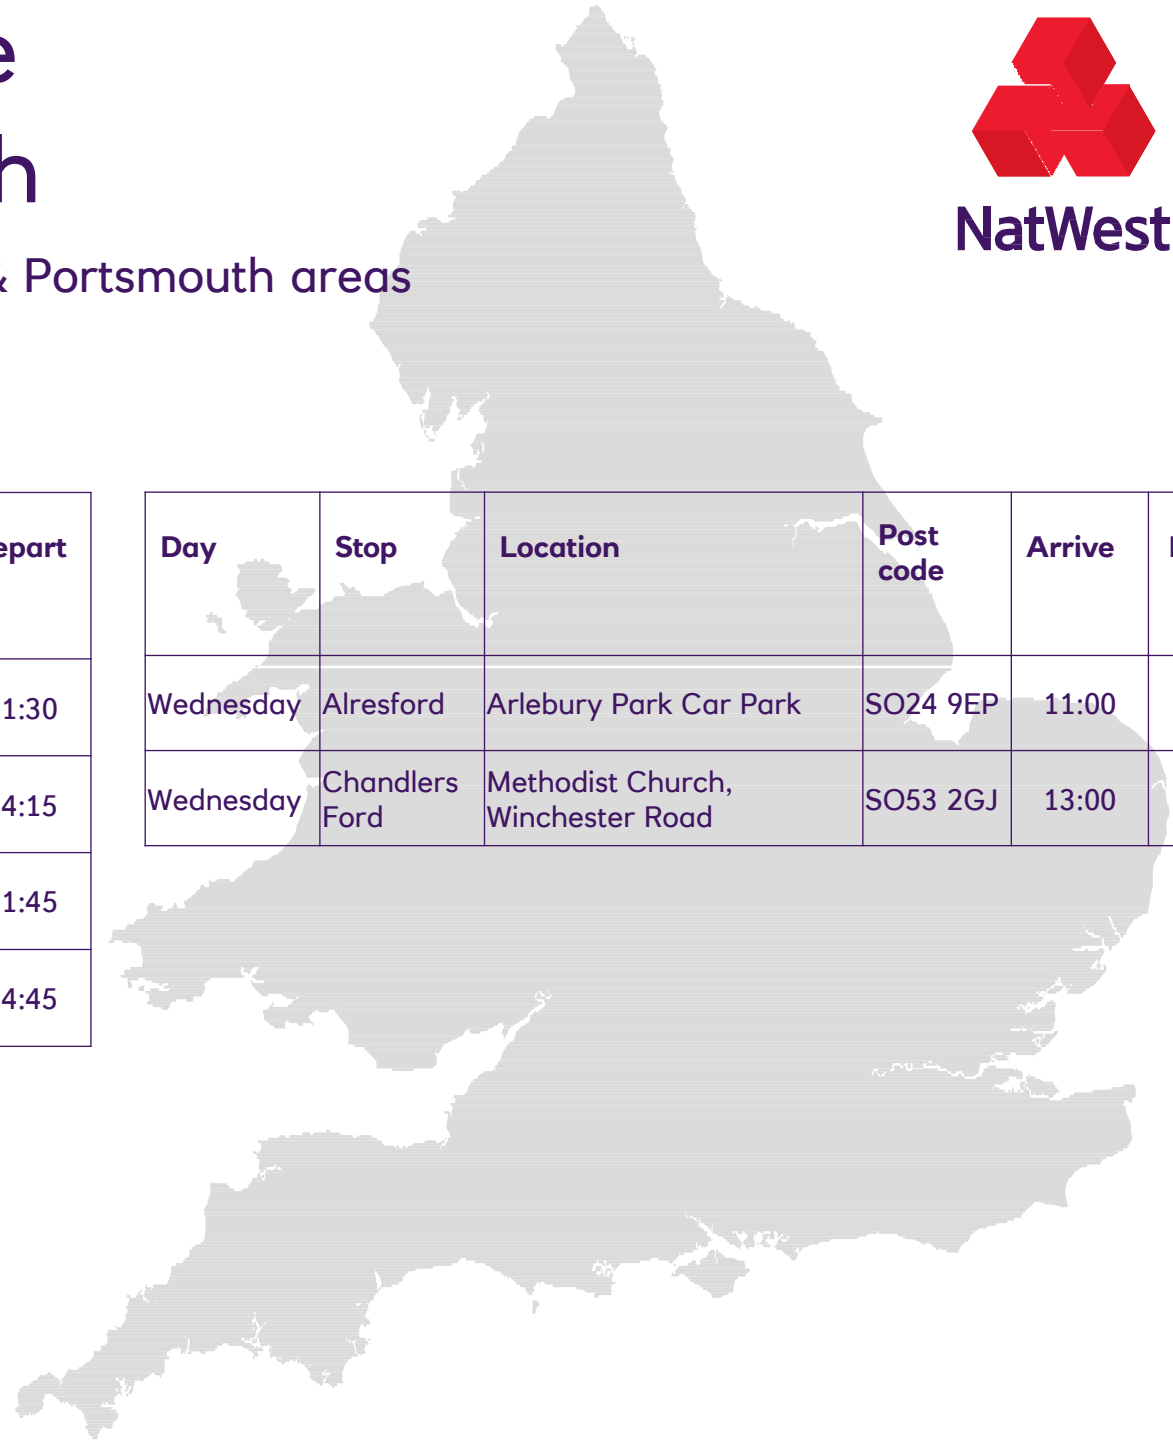 e
h
& Portsmouth areas
NatWest
epart
1:30
4:15
1:45
4:45
Day Stop Location Post code Arrive
Wednesday Alresford Arlebury Park Car Park SO24 9EP 11:00
Wednesday Chandlers Ford Methodist Church, Winchester Road SO53 2GJ 13:00